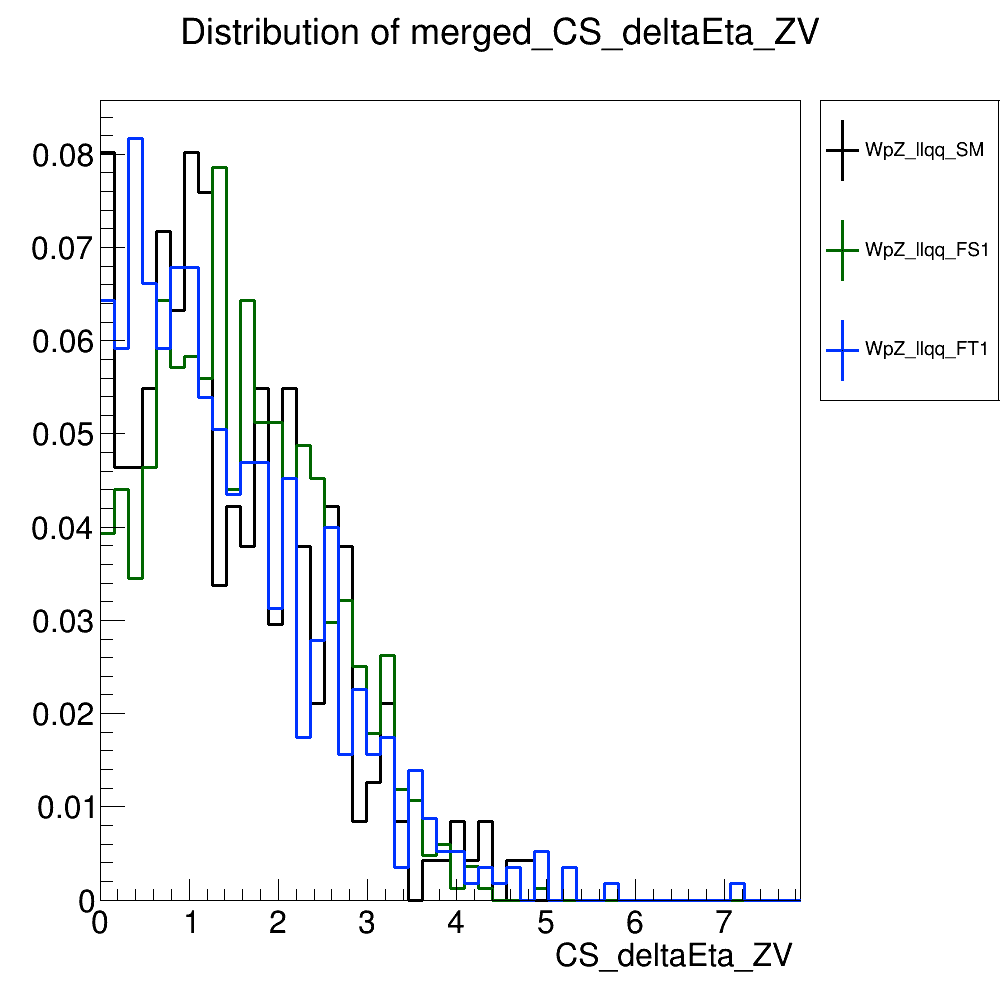 Distribution of merged_CS_deltaEta_ZV
WpZ_llqq_SM
WpZ_llqq_FS1
WpZ_llqq_FT1
0.08
0.07
0.06
0.05
0.04
0.03
0.02
0.01
0
0 1 2 3 4 5 6 7
CS_deltaEta_ZV